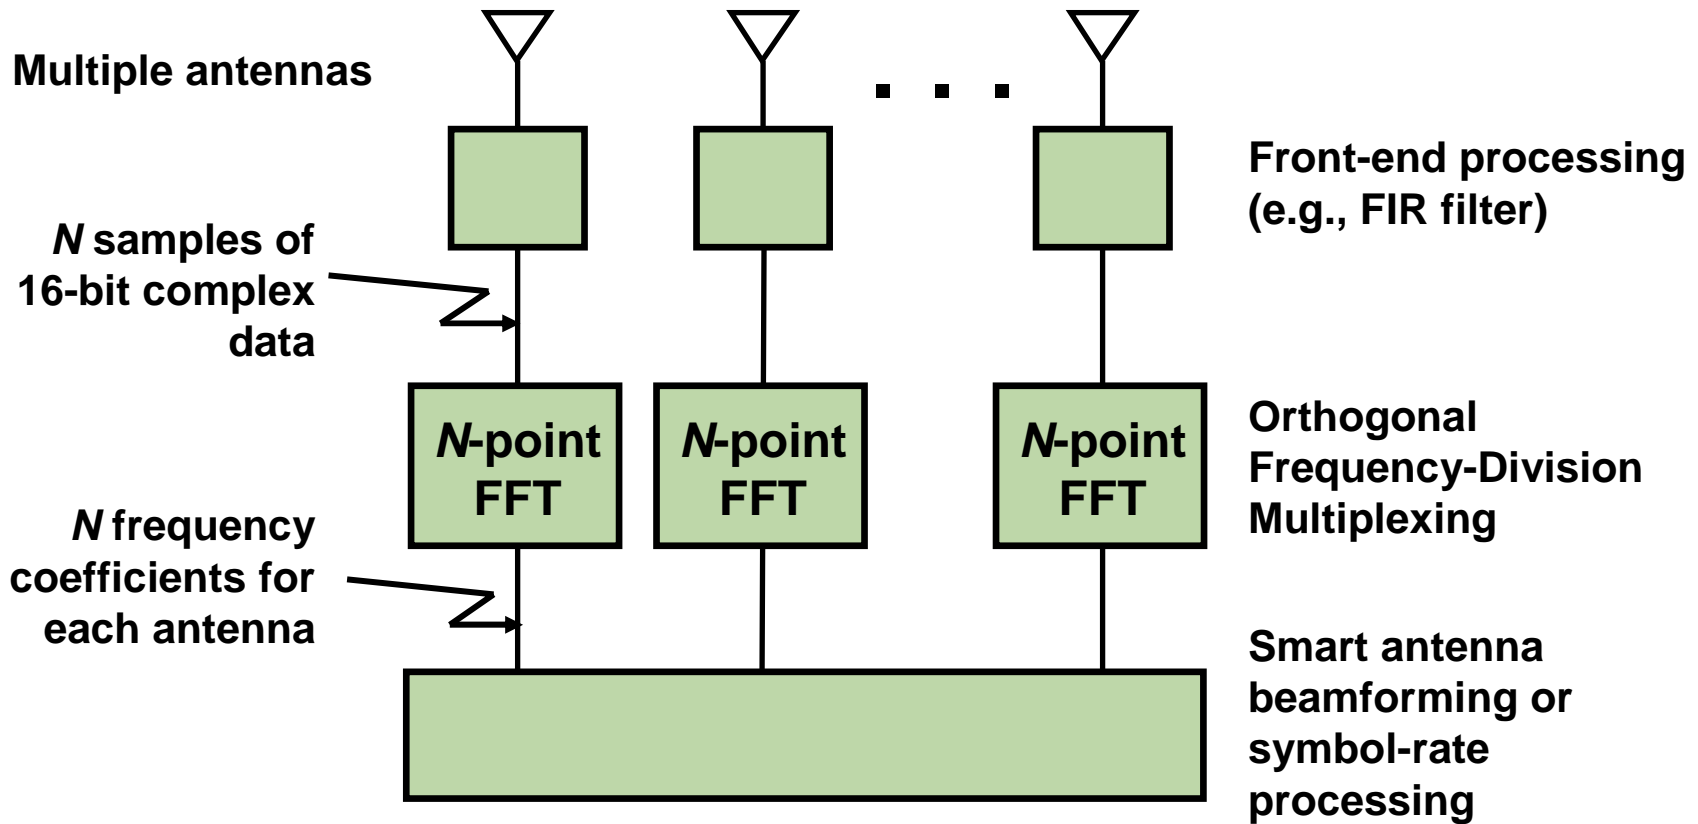 Multiple antennas
. . .
Front-end processing
(e.g., FIR filter)
N samples of
16-bit complex
data
N-point
FFT
N-point
FFT
N-point
FFT
Orthogonal
Frequency-Division
Multiplexing
N frequency
coefficients for
each antenna
Smart antenna
beamforming or
symbol-rate
processing